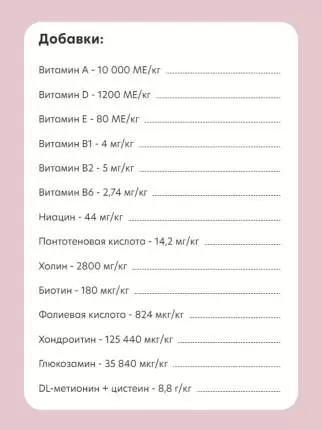 Добавки:
Витамин А - 10 000 МЕ/кг
Витамин D - 1200 МЕ/кг
Витамин Е - 80 МЕ/кг
Витамин В1 - 4 мг/кг
Витамин В2 - 5 мг/кг
Витамин В6 - 2,74 мг/кг
Ниацин - 44 мг/кг
Пантотеновая кислота - 14,2 мг/кг
Холин - 2800 мг/кг
Биотин - 180 мкг/кг
Фолиевая кислота - 824 мкг/кг
Хондроитин - 125 440 мкг/кг
Глюкозамин - 35 840 мкг/кг
DL-метионин + цистеин - 8,8 г/кг